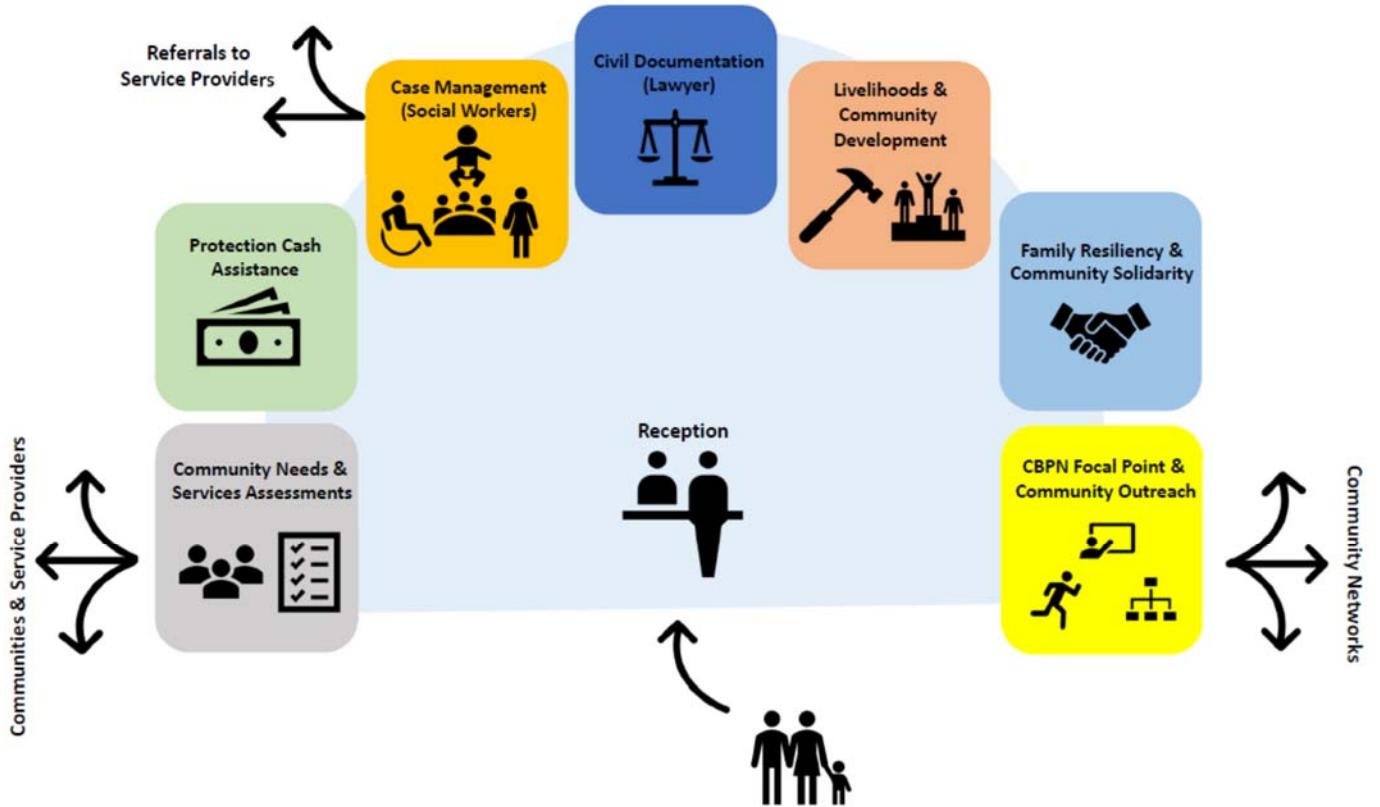 Referrals to
Service Providers
Case Management
(Social Workers)
Civil Documentation
(Lawyer)
Livelihoods &
Community
Development
Protection Cash
Assistance
Family Resiliency &
Community Solidarity
Reception
Communities & Service Providers
Community Needs &
Services Assessments
CBPN Focal Point &
Community Outreach
Community Networks